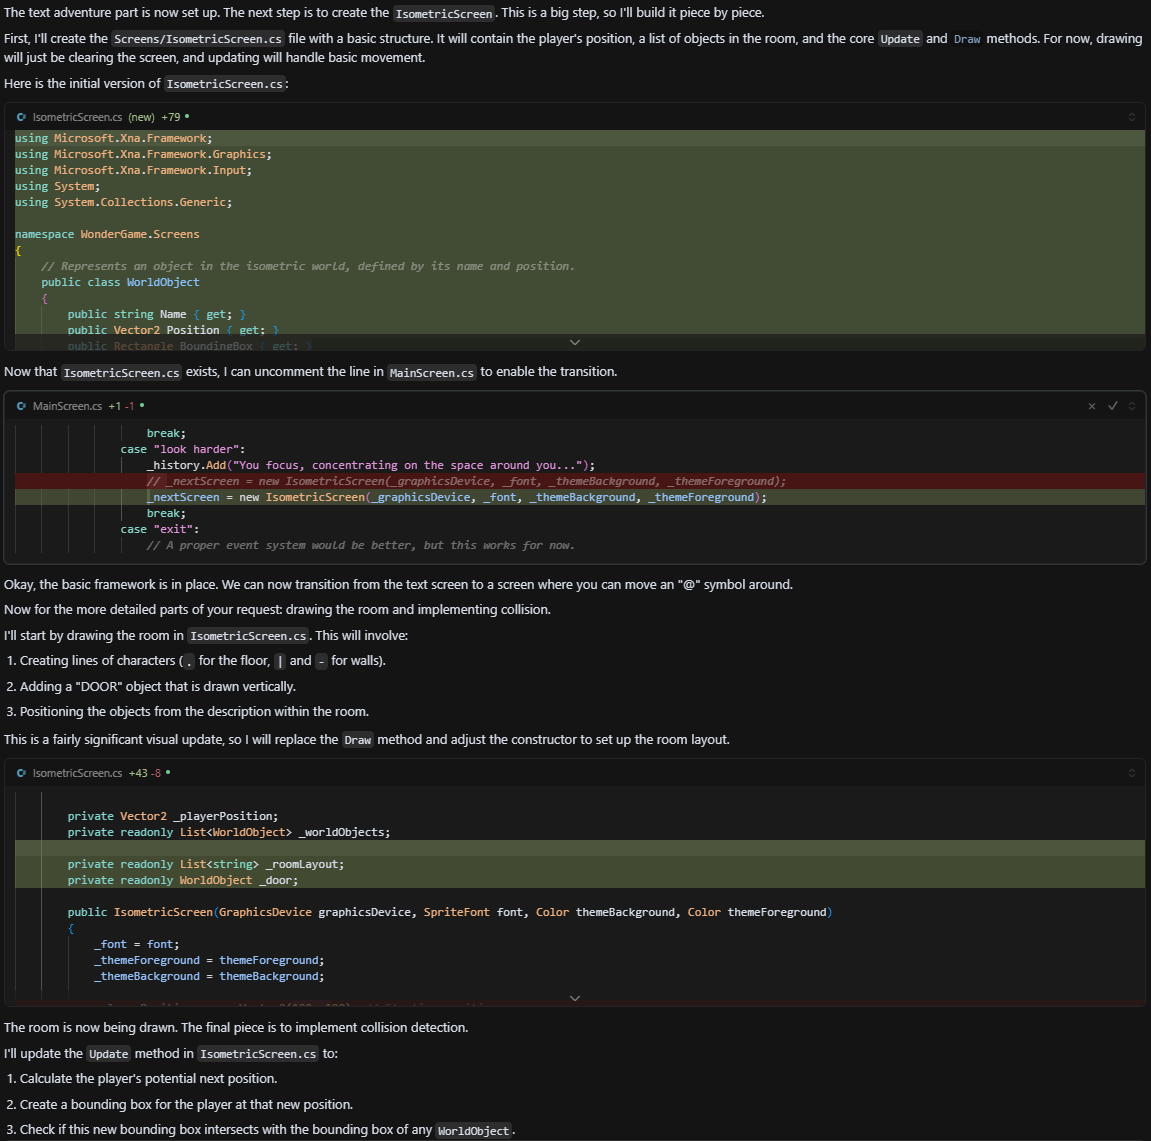 The text adventure part is now set up. The next step is to create the IsometricScreen. This is a big step, so I'll build it piece by piece.
First, I'll create the Screens/IsometricScreen.cs file with a basic structure. It will contain the player's position, a list of objects in the room, and the core Update and Draw methods. For now, drawing
will just be clearing the screen, and updating will handle basic movement.
Here is the initial version of IsometricScreen.cs:
IsometricScreen.cs (new) +79
using Microsoft.Xna.Framework;
using Microsoft.Xna.Framework.Graphics;
using Microsoft.Xna.Framework.Input;
using System;
using System.Collections.Generic;
namespace WonderGame.Screens
{
// Represents an object in the isometric world, defined by its name and position.
public class WorldObject
{
public string Name { get; }
public Vector2 Position { get; }
public Rectangle BoundingBox { get; }
Now that IsometricScreen.cs exists, I can uncomment the line in MainScreen.cs to enable the transition.
MainScreen.cs +1 -1
break;
case "look harder":
_history.Add("You focus, concentrating on the space around you...");
// _nextScreen = new IsometricScreen(_graphicsDevice, _font, _themeBackground, _themeForeground);
_nextScreen = new IsometricScreen(_graphicsDevice, _font, _themeBackground, _themeForeground);
break;
case "exit":
// A proper event system would be better, but this works for now.
Okay, the basic framework is in place. We can now transition from the text screen to a screen where you can move an "@" symbol around.
Now for the more detailed parts of your request: drawing the room and implementing collision.
I'll start by drawing the room in IsometricScreen.cs. This will involve:
1. Creating lines of characters (. for the floor, | and - for walls).
2. Adding a "DOOR" object that is drawn vertically.
3. Positioning the objects from the description within the room.
This is a fairly significant visual update, so I will replace the Draw method and adjust the constructor to set up the room layout.
IsometricScreen.cs +43 -8
private Vector2 _playerPosition;
private readonly List<WorldObject> _worldObjects;
private readonly List<string> _roomLayout;
private readonly WorldObject _door;
public IsometricScreen(GraphicsDevice graphicsDevice, SpriteFont font, Color themeBackground, Color themeForeground)
{
_font = font;
_themeForeground = themeForeground;
_themeBackground = themeBackground;
The room is now being drawn. The final piece is to implement collision detection.
I'll update the Update method in IsometricScreen.cs to:
1. Calculate the player's potential next position.
2. Create a bounding box for the player at that new position.
3. Check if this new bounding box intersects with the bounding box of any WorldObject.